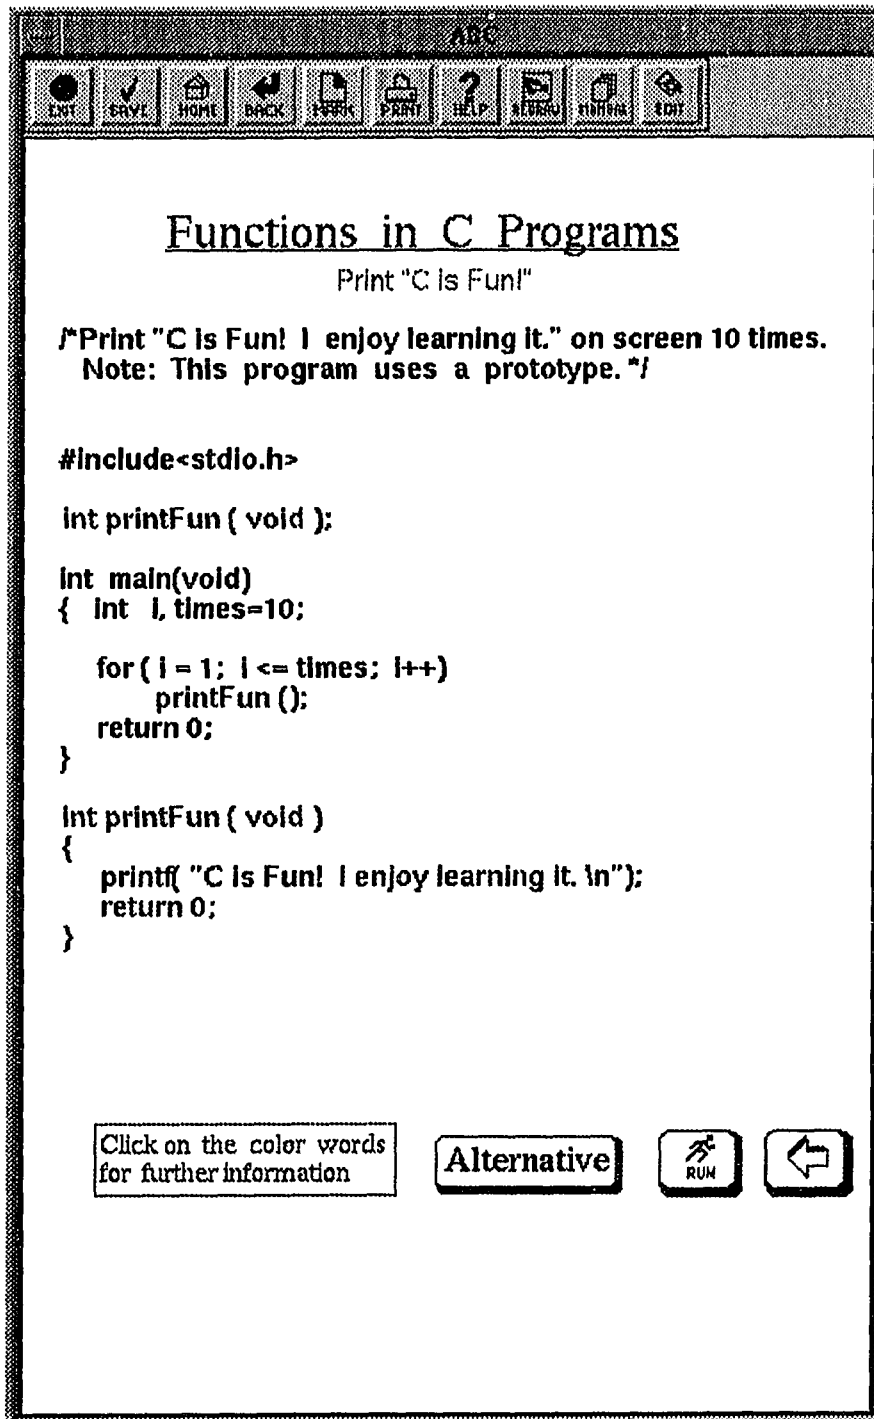 ABC
EXIT SAVE HOME BACK MARK PRINT HELP REDRAW MANUAL EDIT
Functions in C Programs
Print "C is Fun!"
/*Print "C is Fun! I enjoy learning it." on screen 10 times.
Note: This program uses a prototype. */
#include<stdio.h>
int printFun ( void );
int main(void)
{ int i, times=10;
for ( i = 1; i <= times; i++)
printFun ();
return 0;
}
int printFun ( void )
{
printf( "C is Fun! I enjoy learning it. \n");
return 0;
}
Click on the color words
for further information
Alternative
RUN